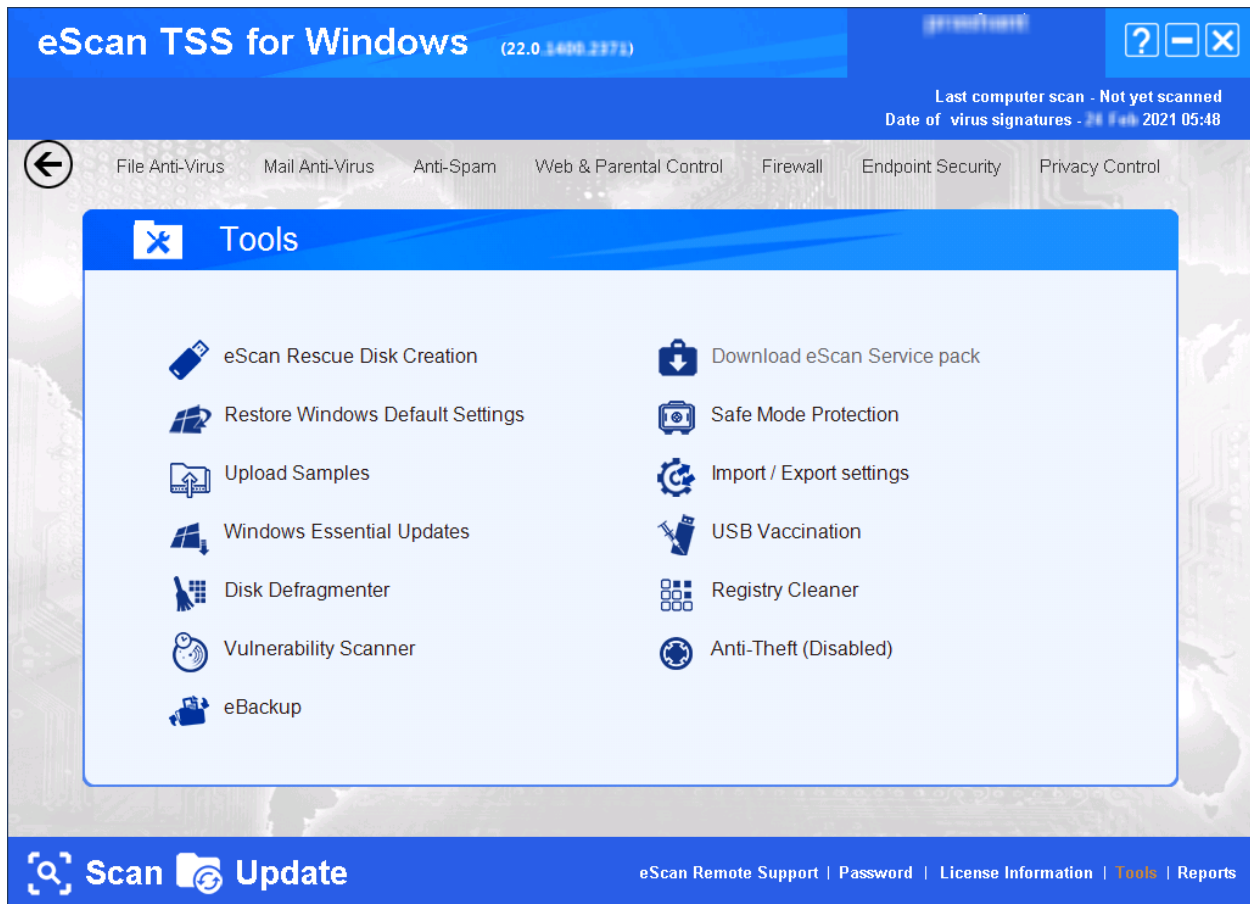 eScan TSS for Windows (22.0
Last computer scan - Not yet scanned
Date of virus signatures - 2021 05:48
File Anti-Virus Mail Anti-Virus Anti-Spam Web & Parental Control Firewall Endpoint Security Privacy Control
Tools
eScan Rescue Disk Creation
Download eScan Service pack
Restore Windows Default Settings
Safe Mode Protection
Upload Samples
Import / Export settings
Windows Essential Updates
USB Vaccination
Disk Defragmenter
Registry Cleaner
Vulnerability Scanner
Anti-Theft (Disabled)
eBackup
Scan Update
eScan Remote Support | Password | License Information | Tools | Reports